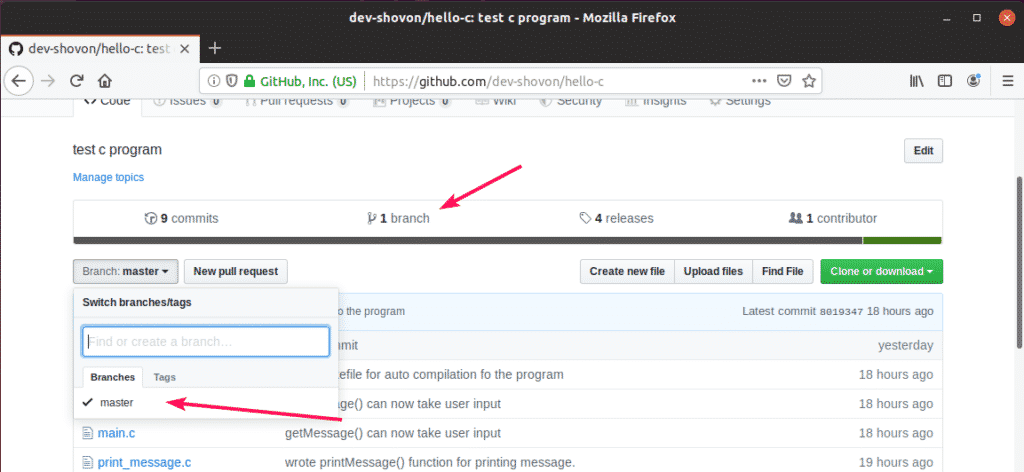 dev-shovon/hello-c: test c program - Mozilla Firefox
dev-shovon/hello-c: test
GitHub, Inc. (US) https://github.com/dev-shovon/hello-c
Code Issues 0 Pull requests 0 Projects 0 Wiki Security Insights Settings
test c program Edit
Manage topics
9 commits 1 branch 4 releases 1 contributor
Branch: master New pull request Create new file Upload files Find File Clone or download
Switch branches/tags
to the program Latest commit 8019347 18 hours ago
Find or create a branch...
yesterday
Branches Tags
file for auto compilation fo the program 18 hours ago
master
can now take user input 18 hours ago
main.c getMessage() can now take user input 18 hours ago
print_message.c wrote printMessage() function for printing message. 19 hours ago